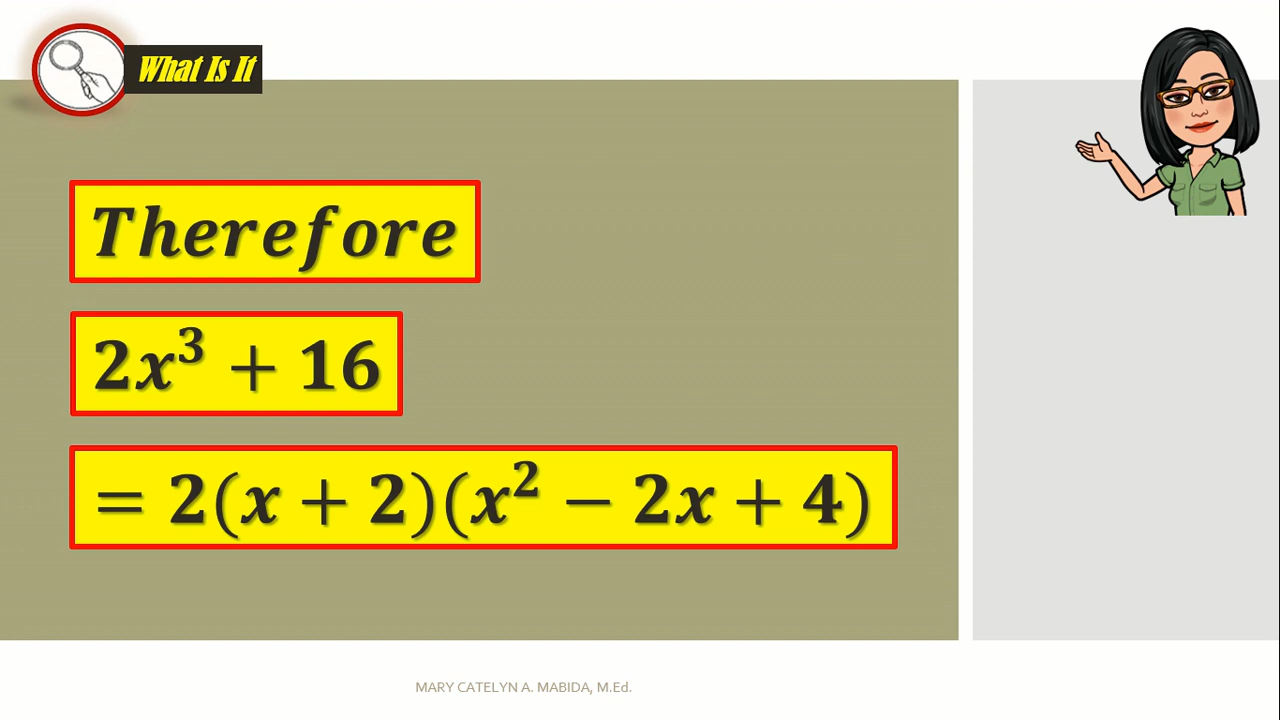 What Is It
Therefore
2x³ + 16
= 2(x + 2)(x² − 2x + 4)
MARY CATELYN A. MABIDA, M.Ed.